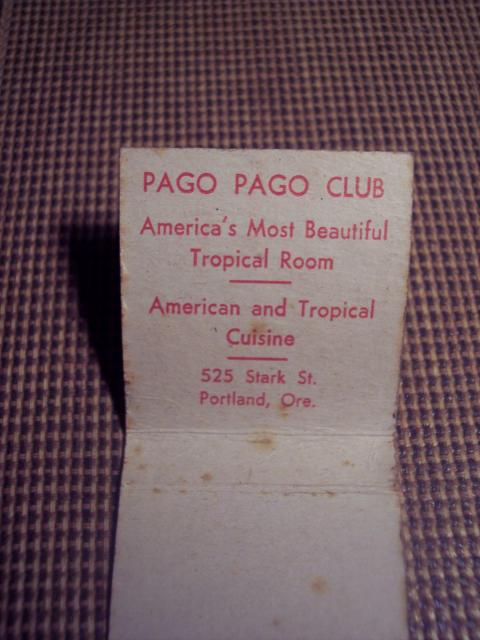 PAGO PAGO CLUB
America's Most Beautiful
Tropical Room
American and Tropical
Cuisine
525 Stark St.
Portland, Ore.